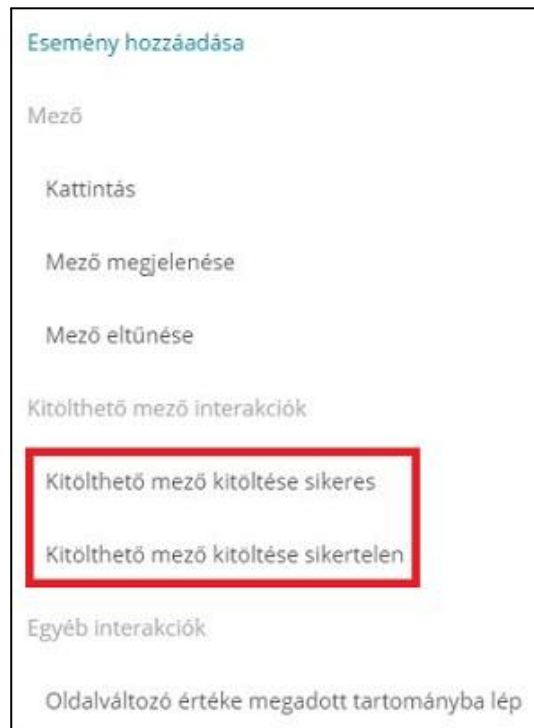 Esemény hozzáadása
Mező
Kattintás
Mező megjelenése
Mező eltűnése
Kitölthető mező interakciók
Kitölthető mező kitöltése sikeres
Kitölthető mező kitöltése sikertelen
Egyéb interakciók
Oldalváltozó értéke megadott tartományba lép